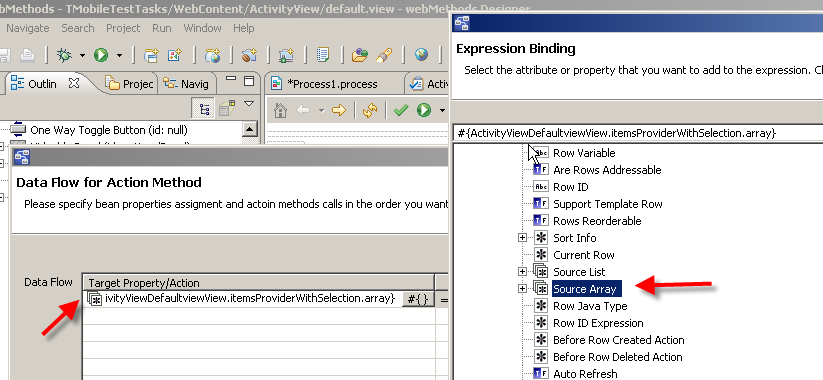 bMethods - TMobileTestTasks/WebContent/ActivityView/default.view - webMethods Designer
Navigate Search Project Run Window Help
Outlin Projec Navig
*Process1.process Activ
One Way Toggle Button (id: null)
Data Flow for Action Method
Please specify bean properties assigment and actoin methods calls in the order you want
Data Flow
Target Property/Action
ivityViewDefaultviewView.itemsProviderWithSelection.array} #{} =
Expression Binding
Select the attribute or property that you want to add to the expression. Cl
#{ActivityViewDefaultviewView.itemsProviderWithSelection.array}
Abc Row Variable
T F Are Rows Addressable
Abc Row ID
T F Support Template Row
T F Rows Reorderable
Sort Info
Current Row
Source List
Source Array
Row Java Type
Row ID Expression
Before Row Created Action
Before Row Deleted Action
T F Auto Refresh